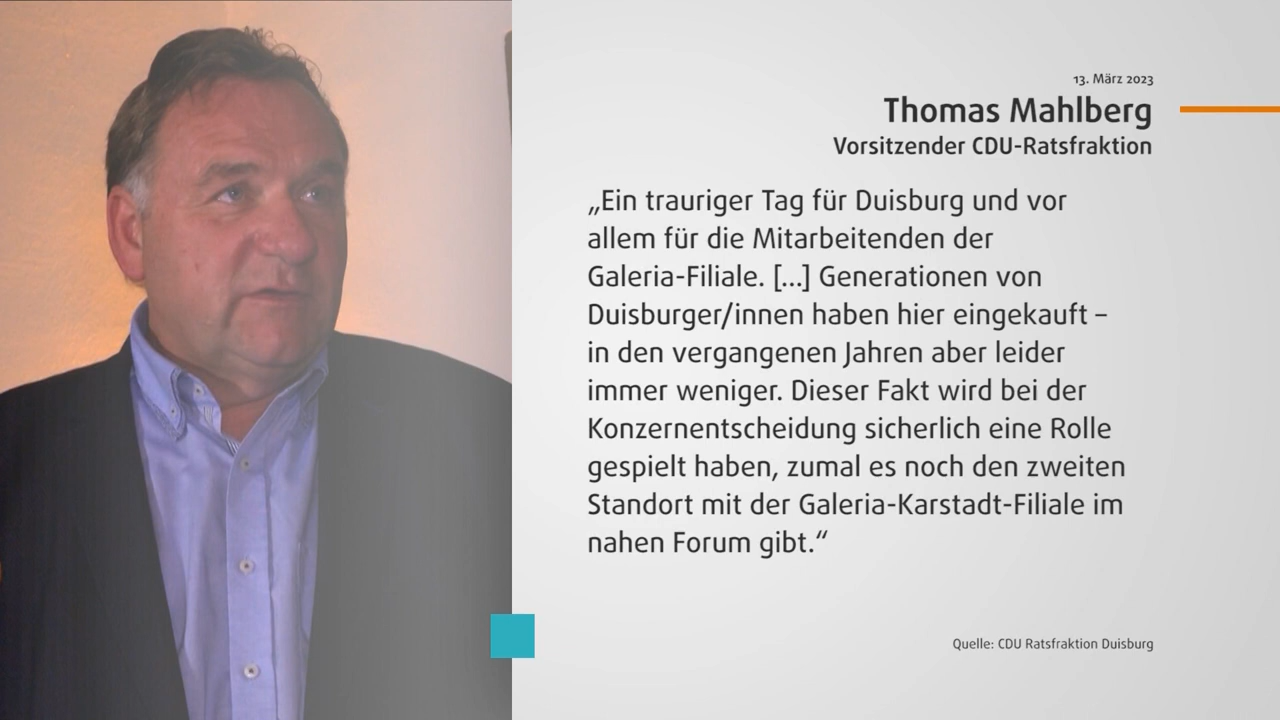 13. März 2023
Thomas Mahlberg
Vorsitzender CDU-Ratsfraktion
„Ein trauriger Tag für Duisburg und vor
allem für die Mitarbeitenden der
Galeria-Filiale. [...] Generationen von
Duisburger/innen haben hier eingekauft –
in den vergangenen Jahren aber leider
immer weniger. Dieser Fakt wird bei der
Konzernentscheidung sicherlich eine Rolle
gespielt haben, zumal es noch den zweiten
Standort mit der Galeria-Karstadt-Filiale im
nahen Forum gibt.“
Quelle: CDU Ratsfraktion Duisburg